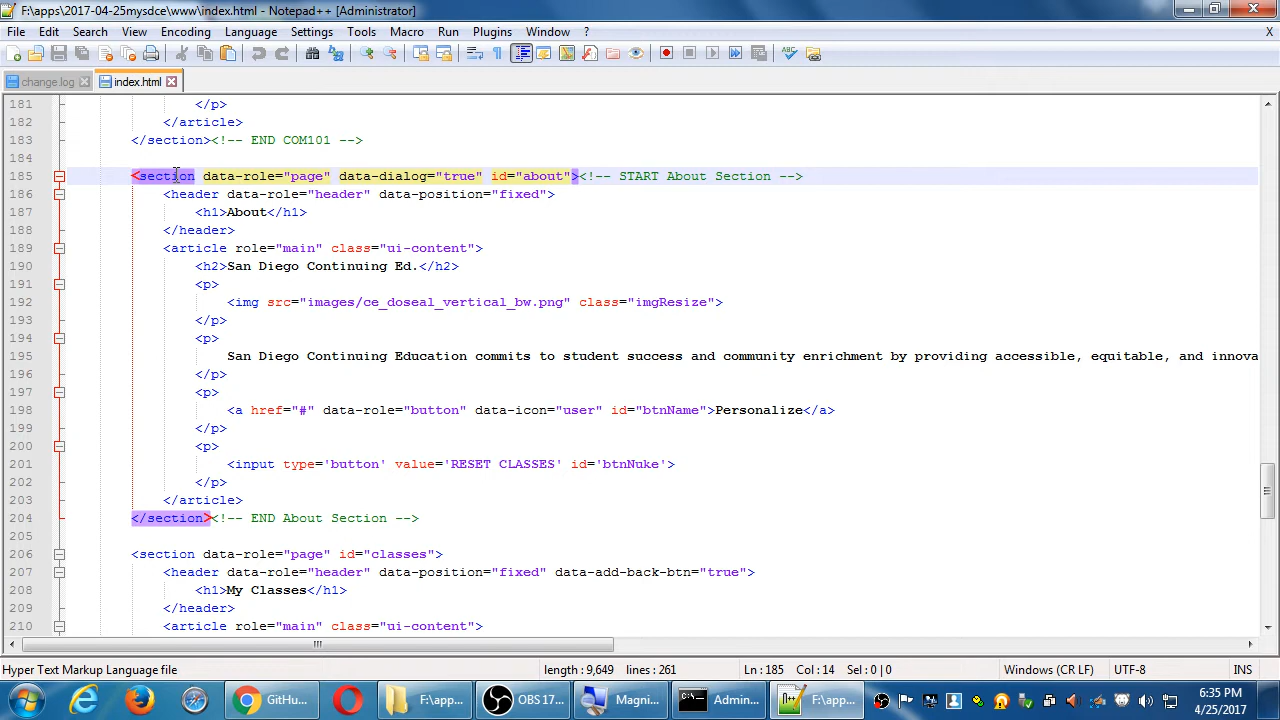 F:\apps\2017-04-25mysdce\www\index.html - Notepad++ [Administrator]
File Edit Search View Encoding Language Settings Tools Macro Run Plugins Window ? X
change.log index.html
181 </p>
182 </article>
183 </section><!-- END COM101 -->
184
185 <section data-role="page" data-dialog="true" id="about"><!-- START About Section -->
186 <header data-role="header" data-position="fixed">
187 <h1>About</h1>
188 </header>
189 <article role="main" class="ui-content">
190 <h2>San Diego Continuing Ed.</h2>
191 <p>
192 <img src="images/ce_doseal_vertical_bw.png" class="imgResize">
193 </p>
194 <p>
195 San Diego Continuing Education commits to student success and community enrichment by providing accessible, equitable, and innova
196 </p>
197 <p>
198 <a href="#" data-role="button" data-icon="user" id="btnName">Personalize</a>
199 </p>
200 <p>
201 <input type='button' value='RESET CLASSES' id='btnNuke'>
202 </p>
203 </article>
204 </section><!-- END About Section -->
205
206 <section data-role="page" id="classes">
207 <header data-role="header" data-position="fixed" data-add-back-btn="true">
208 <h1>My Classes</h1>
209 </header>
210 <article role="main" class="ui-content">
Hyper Text Markup Language file length : 9,649 lines : 261 Ln : 185 Col : 14 Sel : 0 | 0 Windows (CR LF) UTF-8 INS
GitHu... F:\ap... OBS 17... Magni... Admin... F:\ap... 6:35 PM
4/25/2017